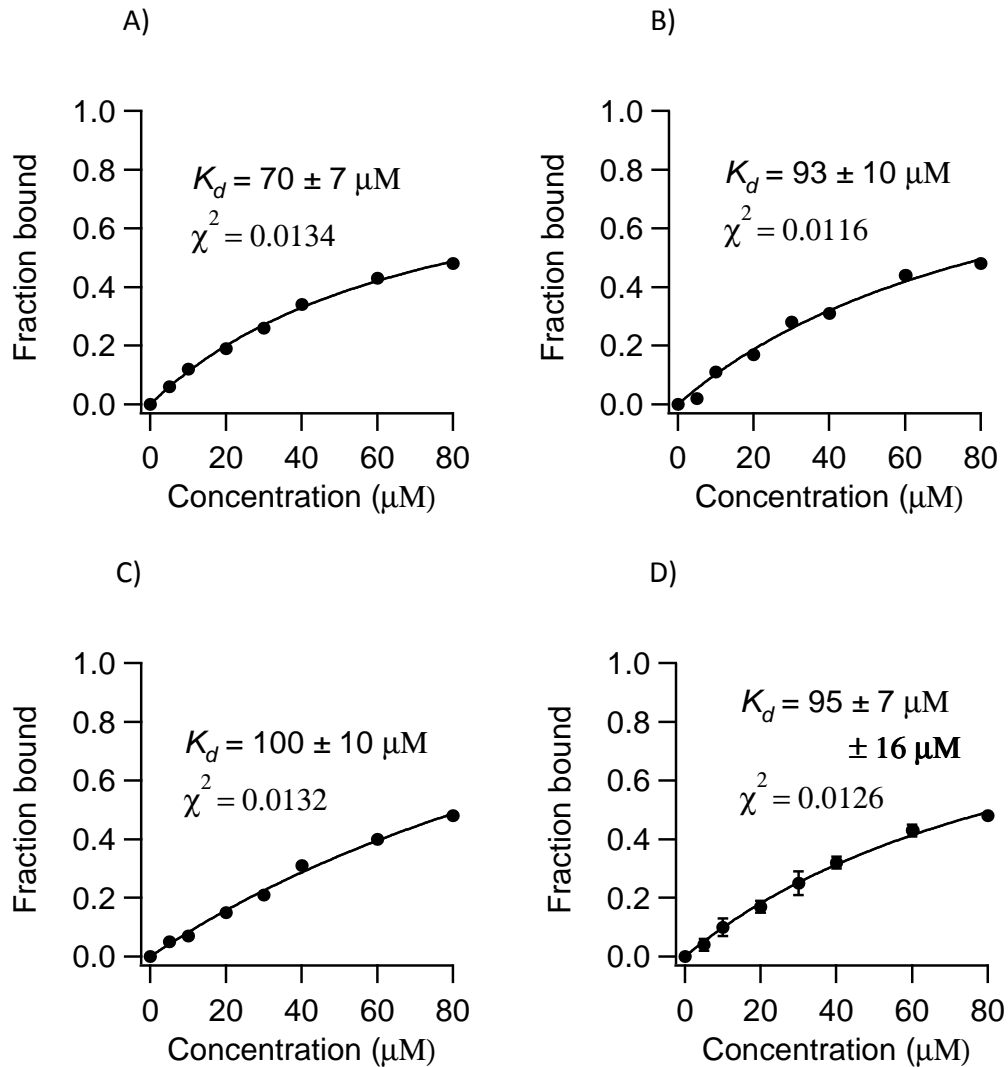 A)
Fraction bound
1.0
0.8
0.6
0.4
0.2
0.0
K_d = 70 ± 7 μM
χ² = 0.0134
0 20 40 60 80
Concentration (μM)
B)
Fraction bound
1.0
0.8
0.6
0.4
0.2
0.0
K_d = 93 ± 10 μM
χ² = 0.0116
0 20 40 60 80
Concentration (μM)
C)
Fraction bound
1.0
0.8
0.6
0.4
0.2
0.0
K_d = 100 ± 10 μM
χ² = 0.0132
0 20 40 60 80
Concentration (μM)
D)
Fraction bound
1.0
0.8
0.6
0.4
0.2
0.0
K_d = 95 ± 7 μM
± 16 μM
χ² = 0.0126
0 20 40 60 80
Concentration (μM)